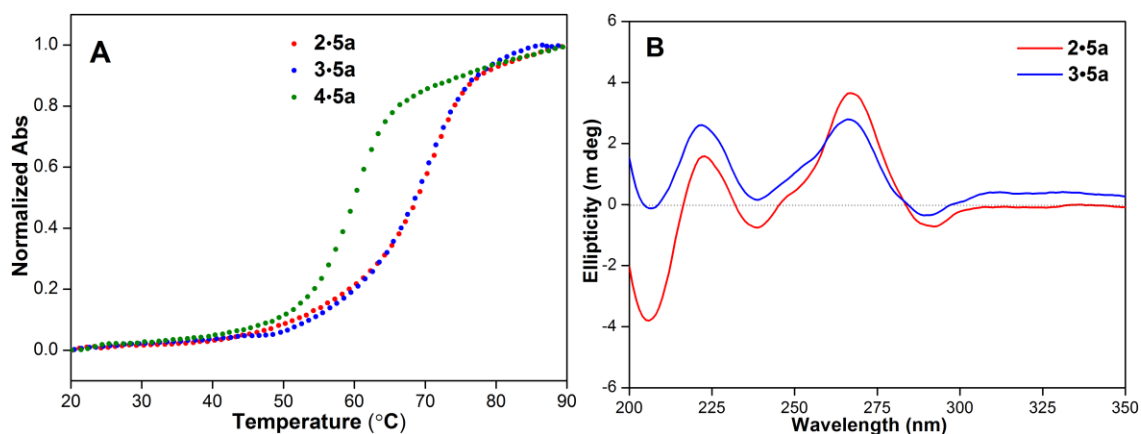 A
2·5a
3·5a
4·5a
Normalized Abs
1.0
0.8
0.6
0.4
0.2
0.0
20 30 40 50 60 70 80 90
Temperature (°C)
B
2·5a
3·5a
Ellipticity (m deg)
6
4
2
0
-2
-4
-6
200 225 250 275 300 325 350
Wavelength (nm)